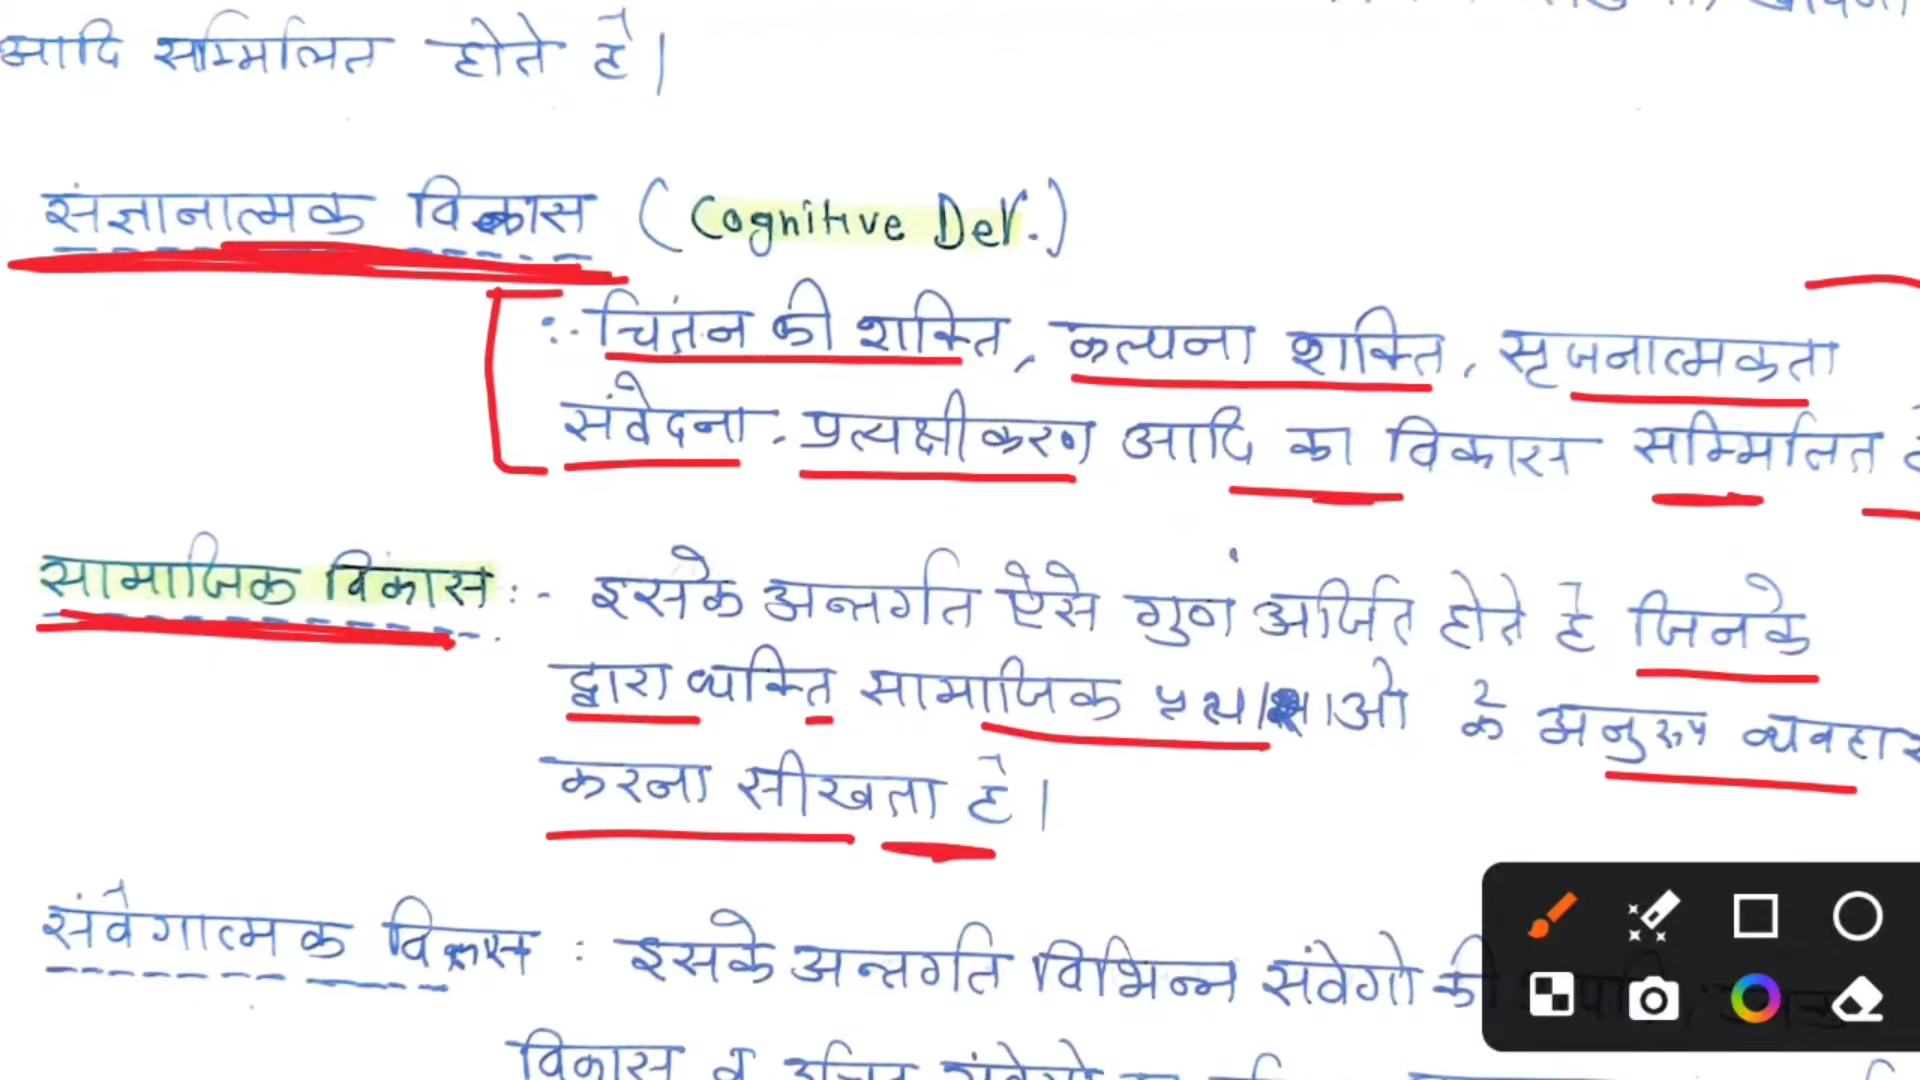 आदि सम्मिलित होते है।
संज्ञानात्मक विकास (Cognitive Dev.)
:- चिंतन की शक्ति, कल्पना शक्ति, सृजनात्मकता
संवेदना, प्रत्यक्षीकरण आदि का विकास सम्मिलित
सामाजिक विकास :- इसके अन्तर्गत ऐसे गुण अर्जित होते है जिनके
द्वारा व्यक्ति सामाजिक के अनुरूप व्यवहार
करना सीखता है।
संवेगात्मक विकास : इसके अन्तर्गत विभिन्न संवेगो की
विकास व